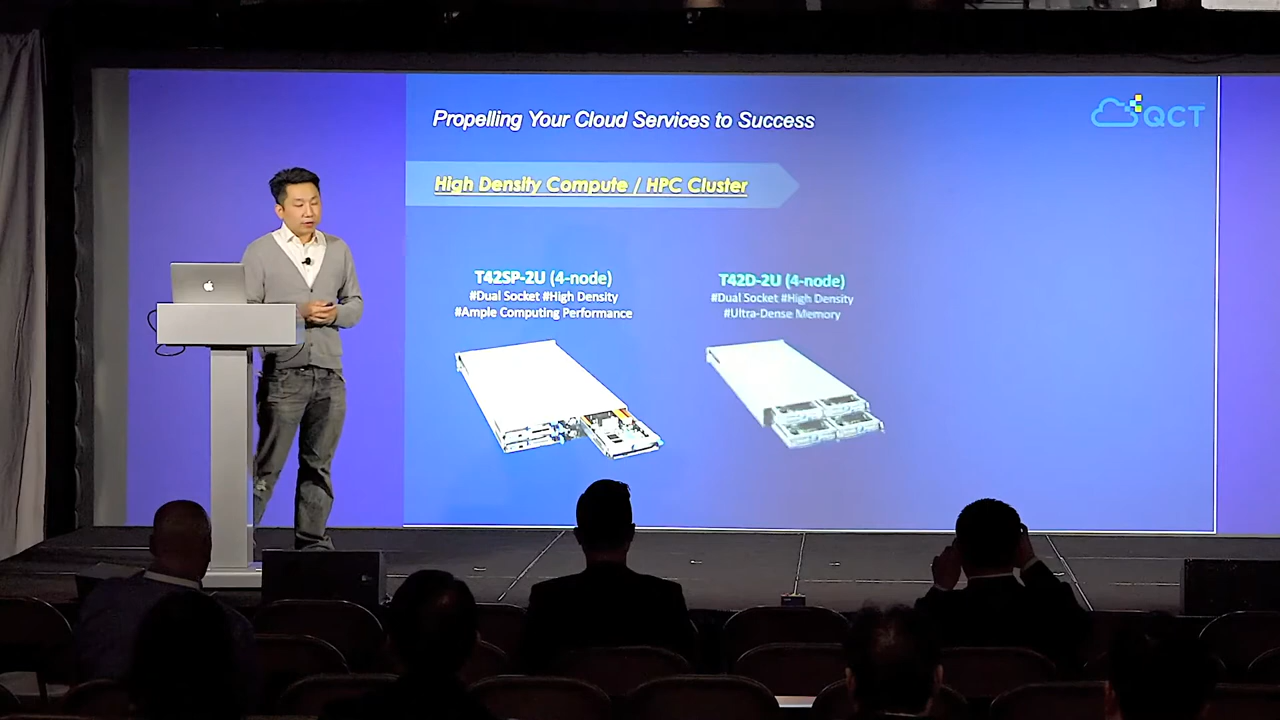 Propelling Your Cloud Services to Success
QCT
High Density Compute / HPC Cluster
T42SP-2U (4-node)
#Dual Socket #High Density
#Ample Computing Performance
T42D-2U (4-node)
#Dual Socket #High Density
#Ultra-Dense Memory